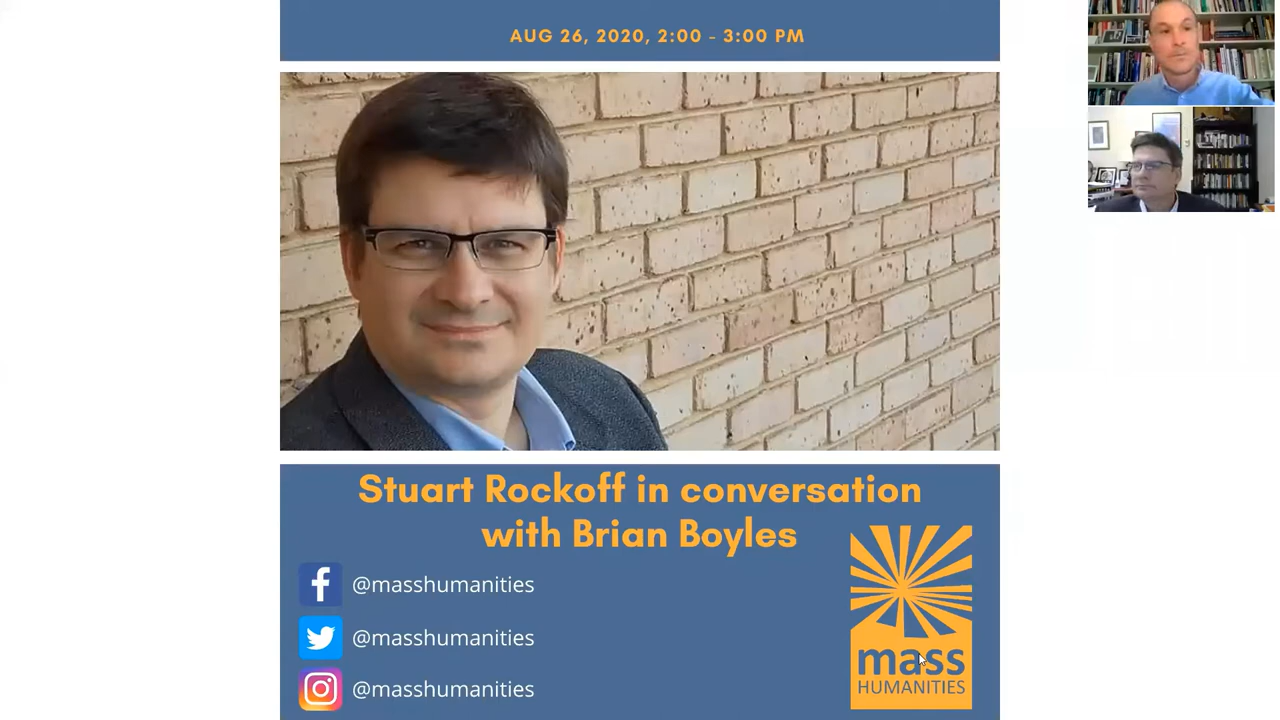 AUG 26, 2020, 2:00 - 3:00 PM
Stuart Rockoff in conversation
with Brian Boyles
@masshumanities
@masshumanities
@masshumanities
mass
HUMANITIES